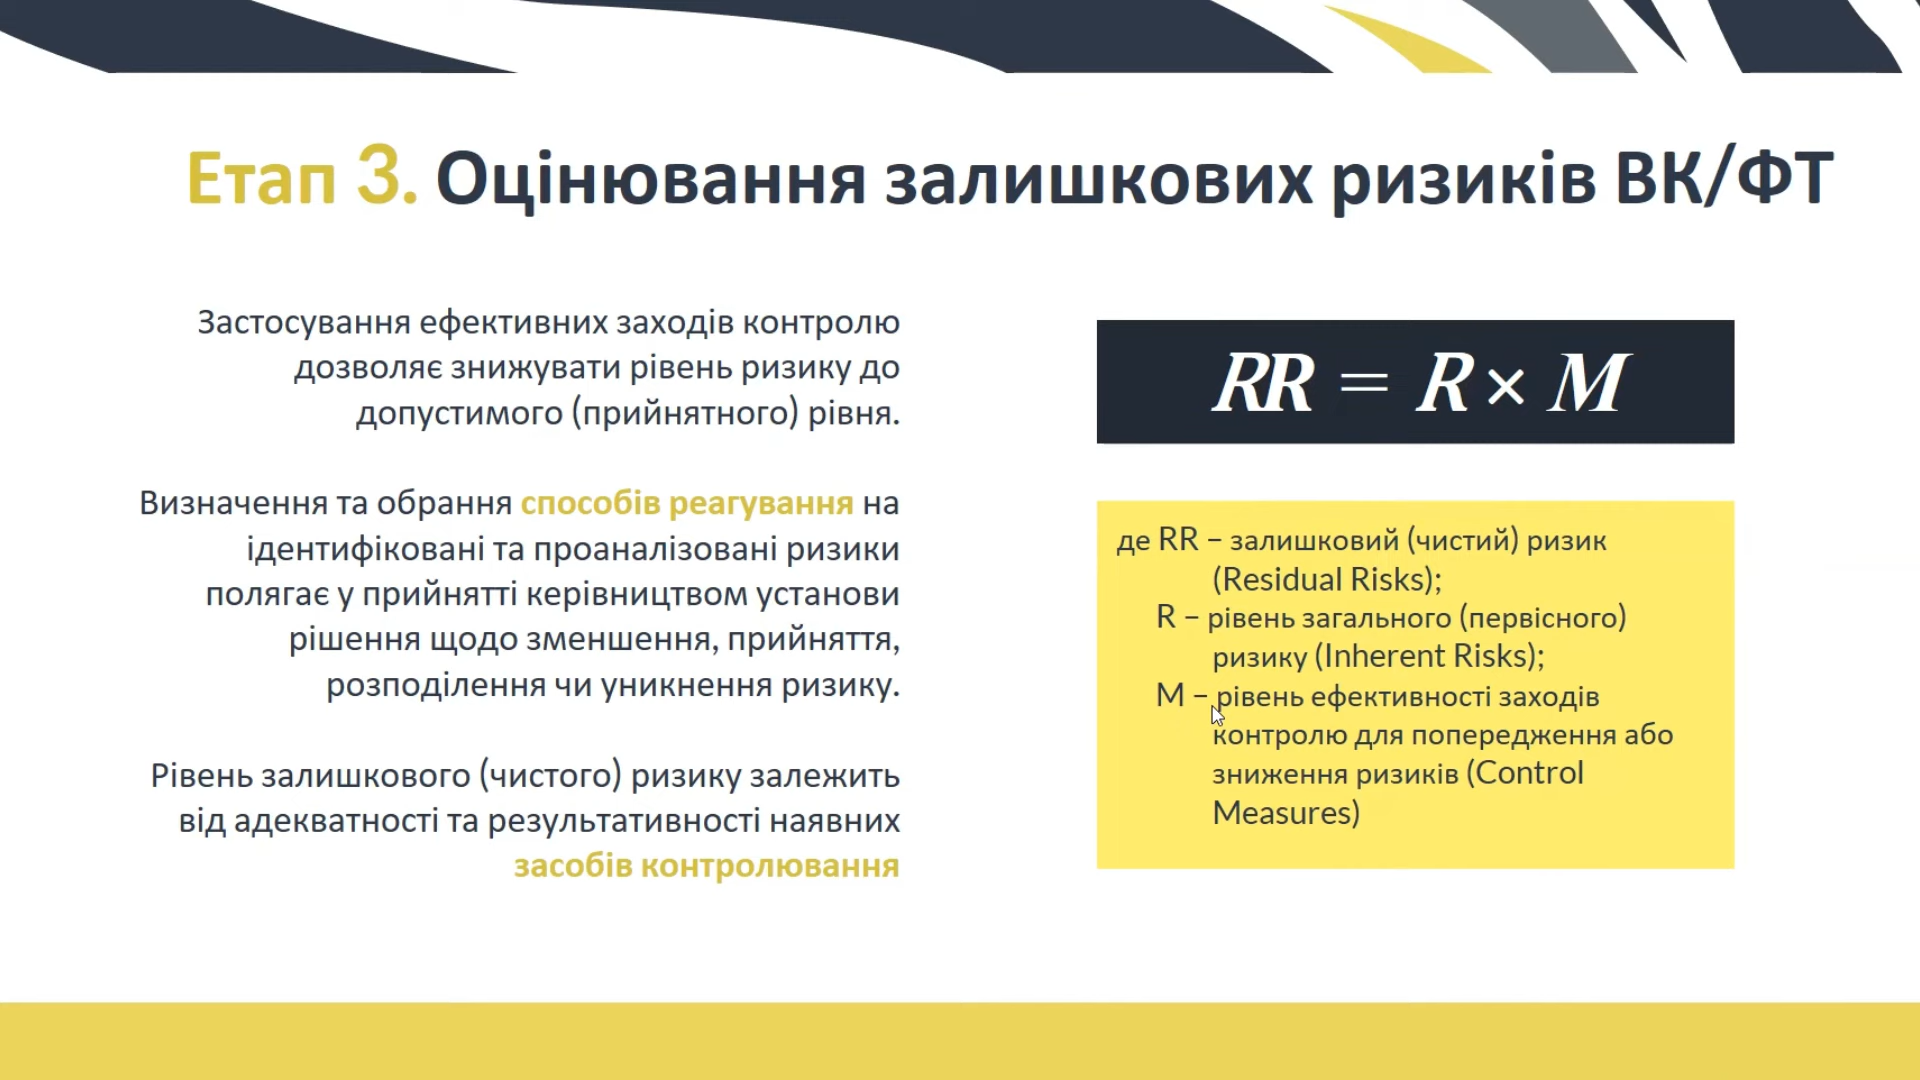 Етап 3. Оцінювання залишкових ризиків ВК/ФТ
Застосування ефективних заходів контролю
дозволяє знижувати рівень ризику до
допустимого (прийнятного) рівня.
Визначення та обрання способів реагування на
ідентифіковані та проаналізовані ризики
полягає у прийнятті керівництвом установи
рішення щодо зменшення, прийняття,
розподілення чи уникнення ризику.
Рівень залишкового (чистого) ризику залежить
від адекватності та результативності наявних
засобів контролювання
RR = R × M
де RR – залишковий (чистий) ризик
(Residual Risks);
R – рівень загального (первісного)
ризику (Inherent Risks);
M – рівень ефективності заходів
контролю для попередження або
зниження ризиків (Control
Measures)